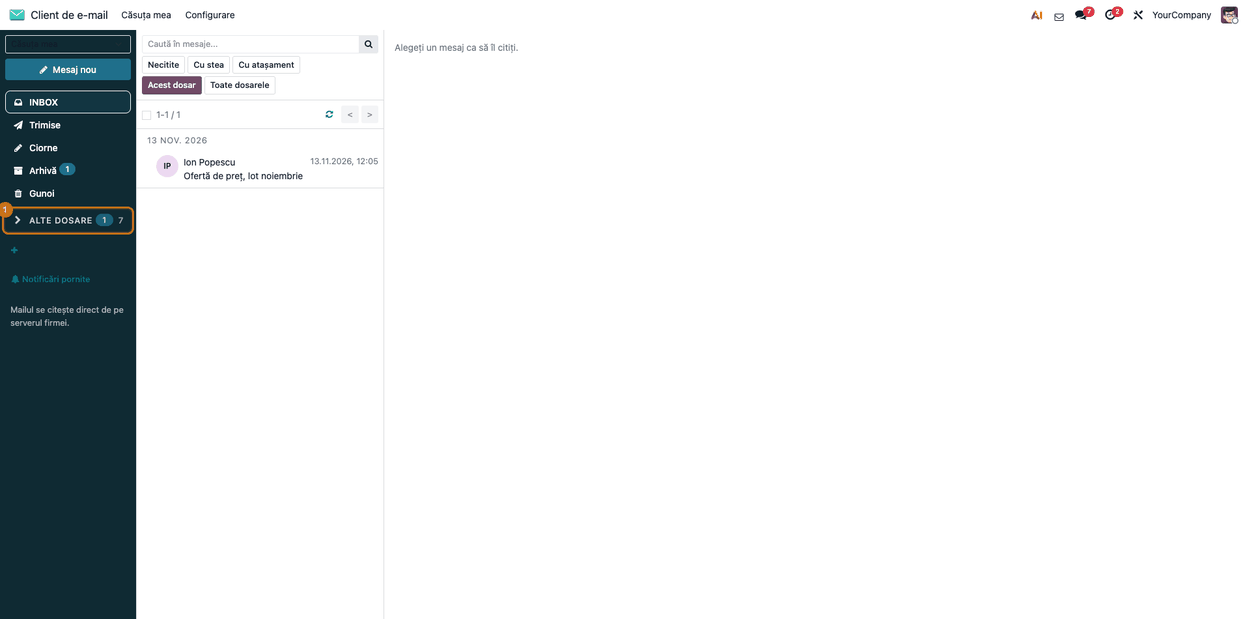 Client de e-mail Căsuța mea Configurare
AI 7 2 YourCompany
Caută în mesaje...
Mesaj nou
Necitite Cu stea Cu atașament
Acest dosar Toate dosarele
INBOX
1-1 / 1 < >
Trimise
13 NOV. 2026
Ciorne
IP Ion Popescu 13.11.2026, 12:05
Ofertă de preț, lot noiembrie
Arhivă 1
Gunoi
1
ALTE DOSARE 1 7
+
Notificări pornite
Mailul se citește direct de pe
serverul firmei.
Alegeți un mesaj ca să îl citiți.